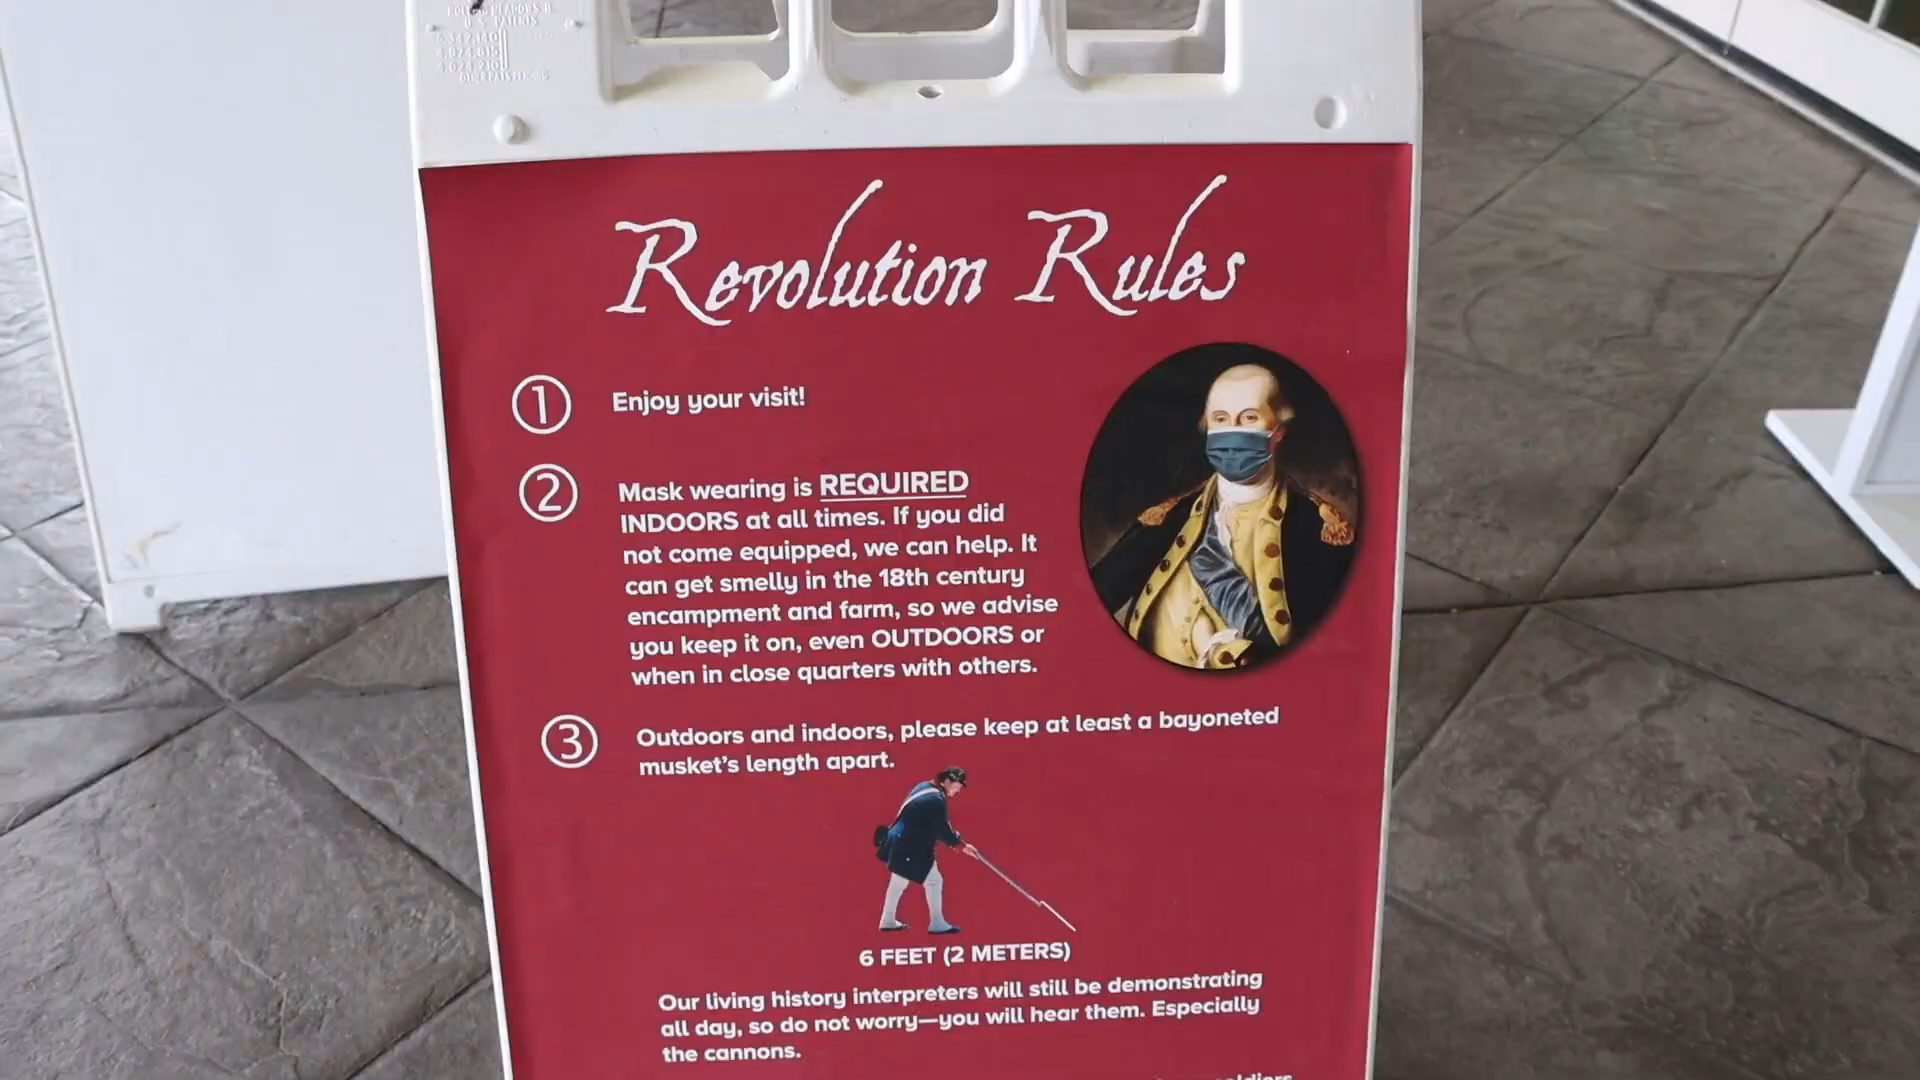 U.S. PATENTS
Revolution Rules
1 Enjoy your visit!
2 Mask wearing is REQUIRED
INDOORS at all times. If you did
not come equipped, we can help. It
can get smelly in the 18th century
encampment and farm, so we advise
you keep it on, even OUTDOORS or
when in close quarters with others.
3 Outdoors and indoors, please keep at least a bayoneted
musket's length apart.
6 FEET (2 METERS)
Our living history interpreters will still be demonstrating
all day, so do not worry—you will hear them. Especially
the cannons.